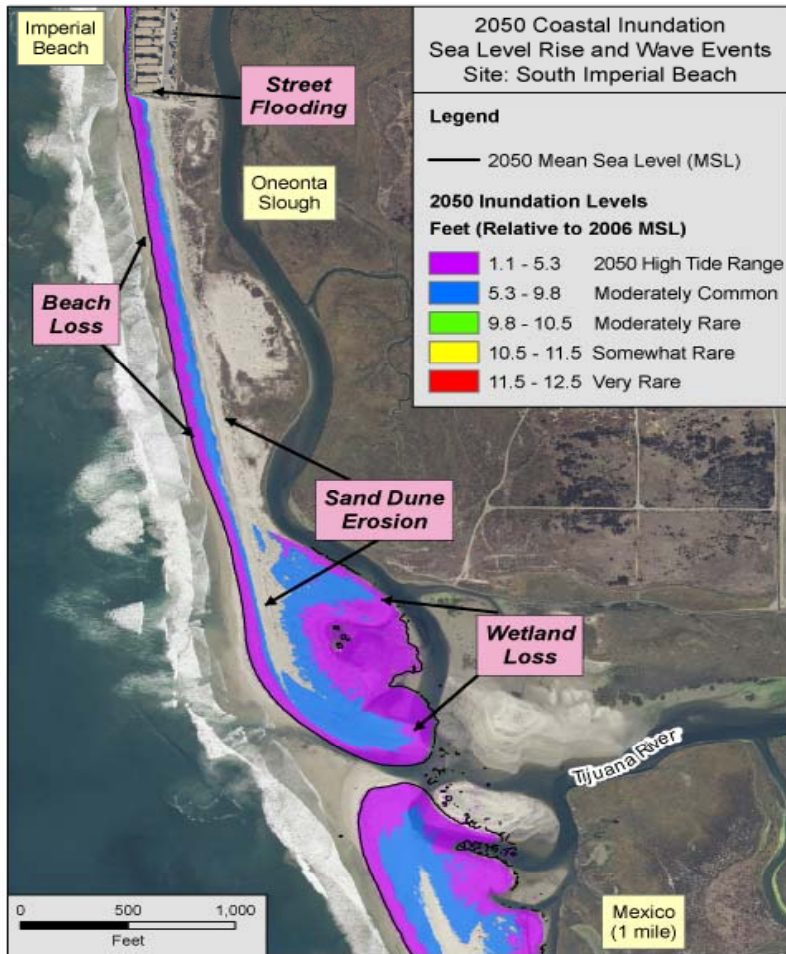 Imperial
Beach
Street
Flooding
Oneonta
Slough
Beach
Loss
Sand Dune
Erosion
Wetland
Loss
Tijuana River
Mexico
(1 mile)
0 500 1,000
Feet
2050 Coastal Inundation
Sea Level Rise and Wave Events
Site: South Imperial Beach
Legend
2050 Mean Sea Level (MSL)
2050 Inundation Levels
Feet (Relative to 2006 MSL)
1.1 - 5.3 2050 High Tide Range
5.3 - 9.8 Moderately Common
9.8 - 10.5 Moderately Rare
10.5 - 11.5 Somewhat Rare
11.5 - 12.5 Very Rare